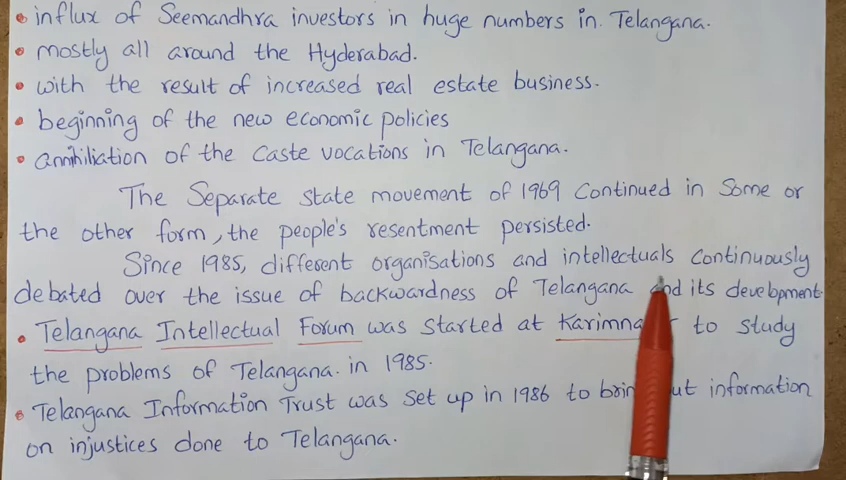 • influx of Seemandhra investors in huge numbers in Telangana.
• mostly all around the Hyderabad.
• with the result of increased real estate business.
• beginning of the new economic policies
• annihiliation of the caste vocations in Telangana.
The Separate state movement of 1969 continued in some or
the other form, the people's resentment persisted.
Since 1985, different organisations and intellectuals continuously
debated over the issue of backwardness of Telangana and its development.
• Telangana Intellectual Forum was started at Karimna to study
the problems of Telangana. in 1985.
• Telangana Information Trust was set up in 1986 to information
on injustices done to Telangana.